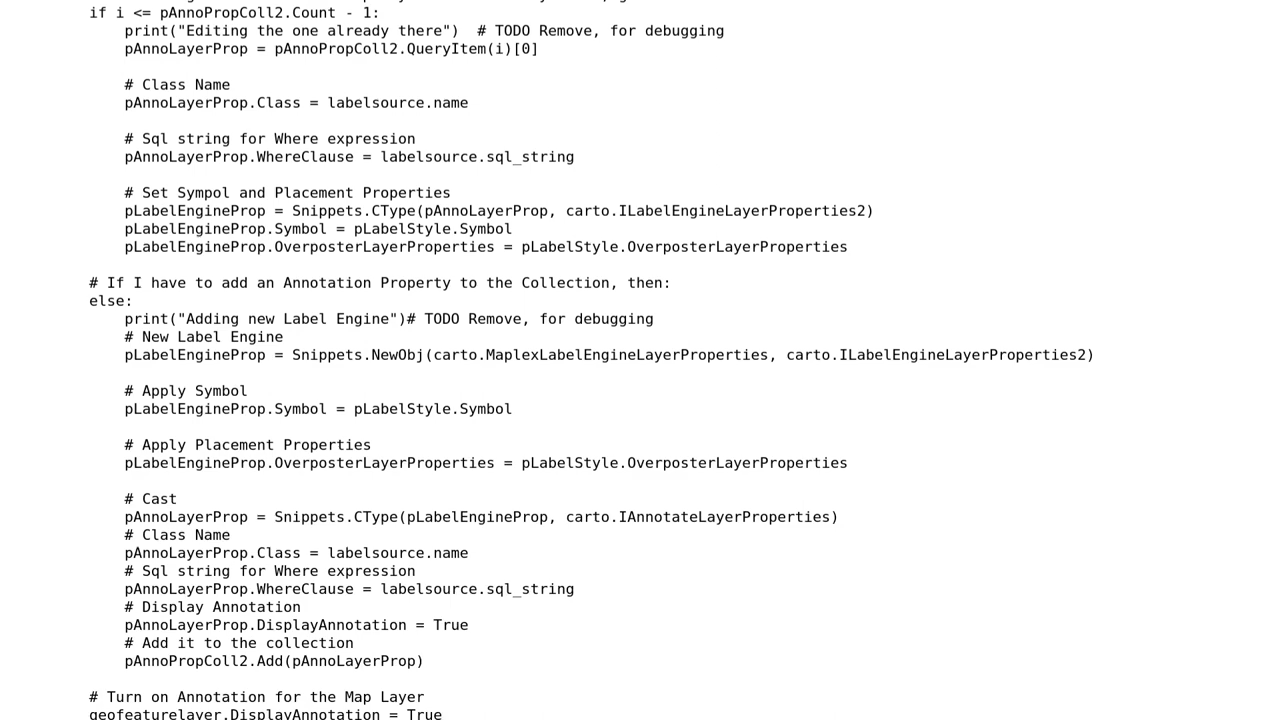 if i <= pAnnoPropColl2.Count - 1:
print("Editing the one already there")  # TODO Remove, for debugging
pAnnoLayerProp = pAnnoPropColl2.QueryItem(i)[0]
# Class Name
pAnnoLayerProp.Class = labelsource.name
# Sql string for Where expression
pAnnoLayerProp.WhereClause = labelsource.sql_string
# Set Sympol and Placement Properties
pLabelEngineProp = Snippets.CType(pAnnoLayerProp, carto.ILabelEngineLayerProperties2)
pLabelEngineProp.Symbol = pLabelStyle.Symbol
pLabelEngineProp.OverposterLayerProperties = pLabelStyle.OverposterLayerProperties
# If I have to add an Annotation Property to the Collection, then:
else:
print("Adding new Label Engine")# TODO Remove, for debugging
# New Label Engine
pLabelEngineProp = Snippets.NewObj(carto.MaplexLabelEngineLayerProperties, carto.ILabelEngineLayerProperties2)
# Apply Symbol
pLabelEngineProp.Symbol = pLabelStyle.Symbol
# Apply Placement Properties
pLabelEngineProp.OverposterLayerProperties = pLabelStyle.OverposterLayerProperties
# Cast
pAnnoLayerProp = Snippets.CType(pLabelEngineProp, carto.IAnnotateLayerProperties)
# Class Name
pAnnoLayerProp.Class = labelsource.name
# Sql string for Where expression
pAnnoLayerProp.WhereClause = labelsource.sql_string
# Display Annotation
pAnnoLayerProp.DisplayAnnotation = True
# Add it to the collection
pAnnoPropColl2.Add(pAnnoLayerProp)
# Turn on Annotation for the Map Layer
geofeaturelayer.DisplayAnnotation = True